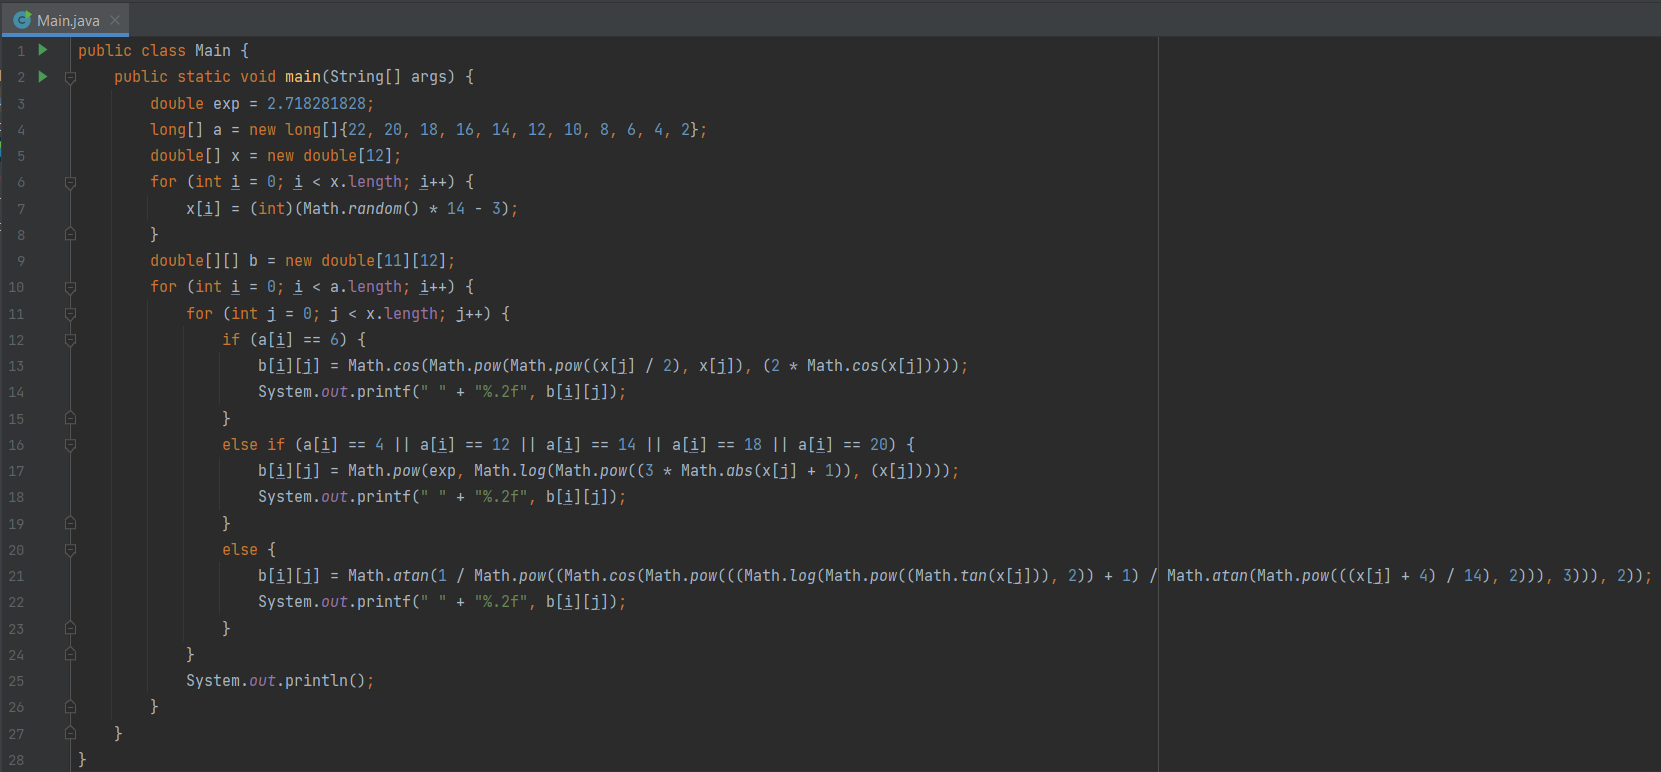 Main.java
1 public class Main {
2 public static void main(String[] args) {
3 double exp = 2.718281828;
4 long[] a = new long[]{22, 20, 18, 16, 14, 12, 10, 8, 6, 4, 2};
5 double[] x = new double[12];
6 for (int i = 0; i < x.length; i++) {
7 x[i] = (int)(Math.random() * 14 - 3);
8 }
9 double[][] b = new double[11][12];
10 for (int i = 0; i < a.length; i++) {
11 for (int j = 0; j < x.length; j++) {
12 if (a[i] == 6) {
13 b[i][j] = Math.cos(Math.pow(Math.pow((x[j] / 2), x[j]), (2 * Math.cos(x[j]))));
14 System.out.printf(" " + "%.2f", b[i][j]);
15 }
16 else if (a[i] == 4 || a[i] == 12 || a[i] == 14 || a[i] == 18 || a[i] == 20) {
17 b[i][j] = Math.pow(exp, Math.log(Math.pow((3 * Math.abs(x[j] + 1)), (x[j]))));
18 System.out.printf(" " + "%.2f", b[i][j]);
19 }
20 else {
21 b[i][j] = Math.atan(1 / Math.pow((Math.cos(Math.pow(((Math.log(Math.pow((Math.tan(x[j])), 2)) + 1) / Math.atan(Math.pow(((x[j] + 4) / 14), 2))), 3))), 2));
22 System.out.printf(" " + "%.2f", b[i][j]);
23 }
24 }
25 System.out.println();
26 }
27 }
28 }